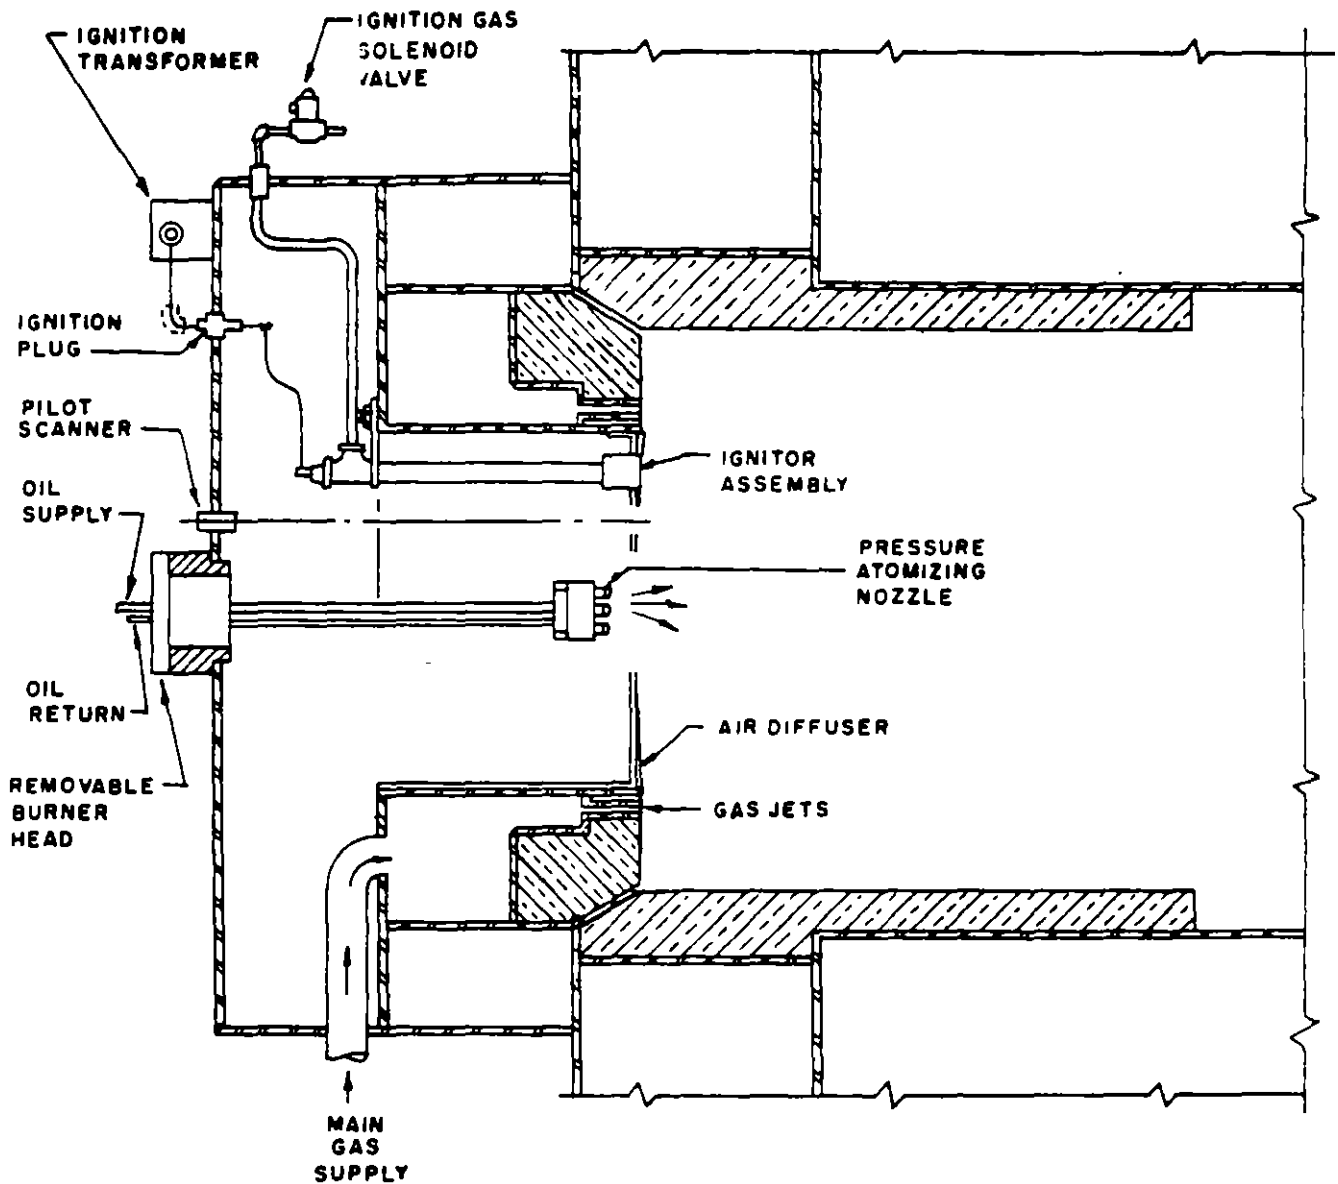 IGNITION
TRANSFORMER
IGNITION GAS
SOLENOID
VALVE
IGNITION
PLUG
PILOT
SCANNER
OIL
SUPPLY
IGNITOR
ASSEMBLY
PRESSURE
ATOMIZING
NOZZLE
OIL
RETURN
AIR DIFFUSER
REMOVABLE
BURNER
HEAD
GAS JETS
MAIN
GAS
SUPPLY